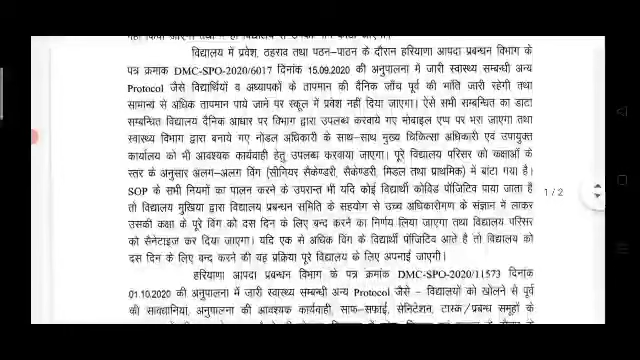 विद्यालय में प्रवेश, ठहराव तथा पठन-पाठन के दौरान हरियाणा आपदा प्रबन्धन विभाग के
पत्र क्रमाक DMC-SPO-2020/6017 दिनांक 15.09.2020 की अनुपालना में जारी स्वास्थ्य सम्बन्धी अन्य
Protocol जैसे विद्यार्थियों व अध्यापकों के तापमान की दैनिक जाँच पूर्व की भाँति जारी रहेगी तथा
सामान्य से अधिक तापमान पाये जाने पर स्कूल में प्रवेश नहीं दिया जाएगा। ऐसे सभी सम्बन्धित का डाटा
सम्बन्धित विद्यालय दैनिक आधार पर विभाग द्वारा उपलब्ध करवाये गए मोबाइल एप्प पर भरा जाएगा तथा
स्वास्थ्य विभाग द्वारा बनाये गए नोडल अधिकारी के साथ-साथ मुख्य चिकित्सा अधिकारी एवं उपायुक्त
कार्यालय को भी आवश्यक कार्यवाही हेतु उपलब्ध करवाया जाएगा। पूरे विद्यालय परिसर को कक्षाओं के
स्तर के अनुसार अलग-अलग विंग (सीनियर सैकेण्डरी, सैकेण्डरी, मिडल तथा प्राथमिक) में बांटा गया है।
SOP के सभी नियमों का पालन करने के उपरान्त भी यदि कोई विद्यार्थी कोविड पॉजिटिव पाया जाता है
तो विद्यालय मुखिया द्वारा विद्यालय प्रबन्धन समिति के सहयोग से उच्च अधिकारीगण के संज्ञान में लाकर
उसकी कक्षा के पूरे विंग को दस दिन के लिए बन्द करने का निर्णय लिया जाएगा तथा विद्यालय परिसर
को सैनेटाइज कर दिया जाएगा। यदि एक से अधिक विंग के विद्यार्थी पॉजिटिव आते है तो विद्यालय को
दस दिन के लिए बन्द करने की यह प्रक्रिया पूरे विद्यालय के लिए अपनाई जाएगी।
हरियाणा आपदा प्रबन्धन विभाग के पत्र क्रमांक DMC-SPO-2020/11573 दिनांक
01.10.2020 की अनुपालना में जारी स्वास्थ्य सम्बन्धी अन्य Protocol जैसे - विद्यालयों को खोलने से पूर्व
की सावधानियां, अनुपालना की आवश्यक कार्यवाही, साफ-सफाई, सेनिटेशन, टास्क/प्रबन्ध समूहों के
1/2